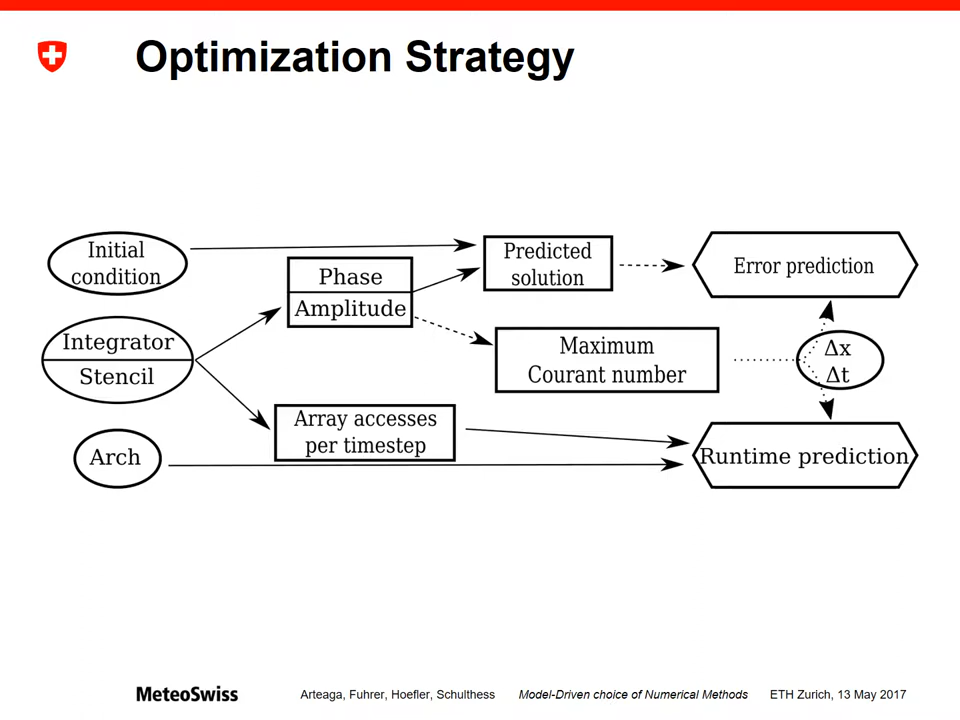 Optimization Strategy
Initial
condition
Integrator
Stencil
Arch
Phase
Amplitude
Array accesses
per timestep
Predicted
solution
Maximum
Courant number
Error prediction
Δx
Δt
Runtime prediction
MeteoSwiss
Arteaga, Fuhrer, Hoefler, Schulthess Model-Driven choice of Numerical Methods ETH Zurich, 13 May 2017